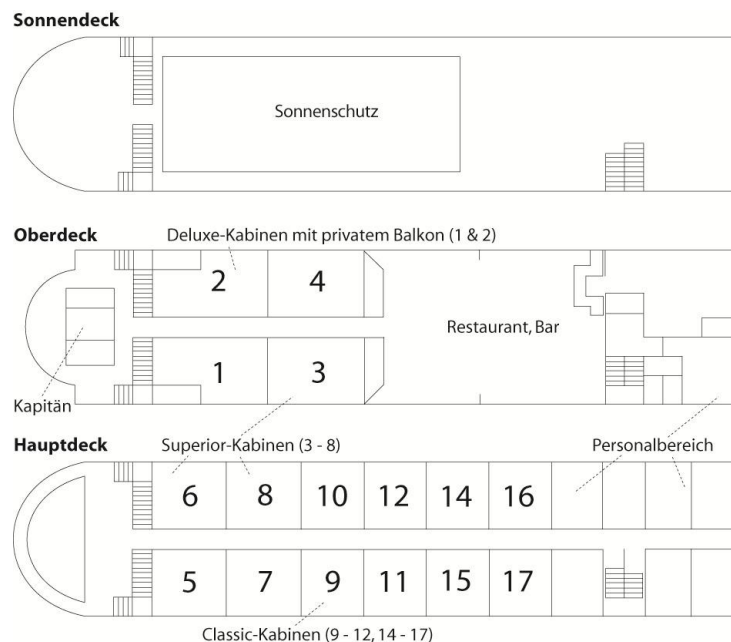 Sonnendeck
Sonnenschutz
Oberdeck
Deluxe-Kabinen mit privatem Balkon (1 & 2)
2 4
Restaurant, Bar
1 3
Kapitän
Hauptdeck
Superior-Kabinen (3 - 8)
Personalbereich
6 8 10 12 14 16
5 7 9 11 15 17
Classic-Kabinen (9 - 12, 14 - 17)